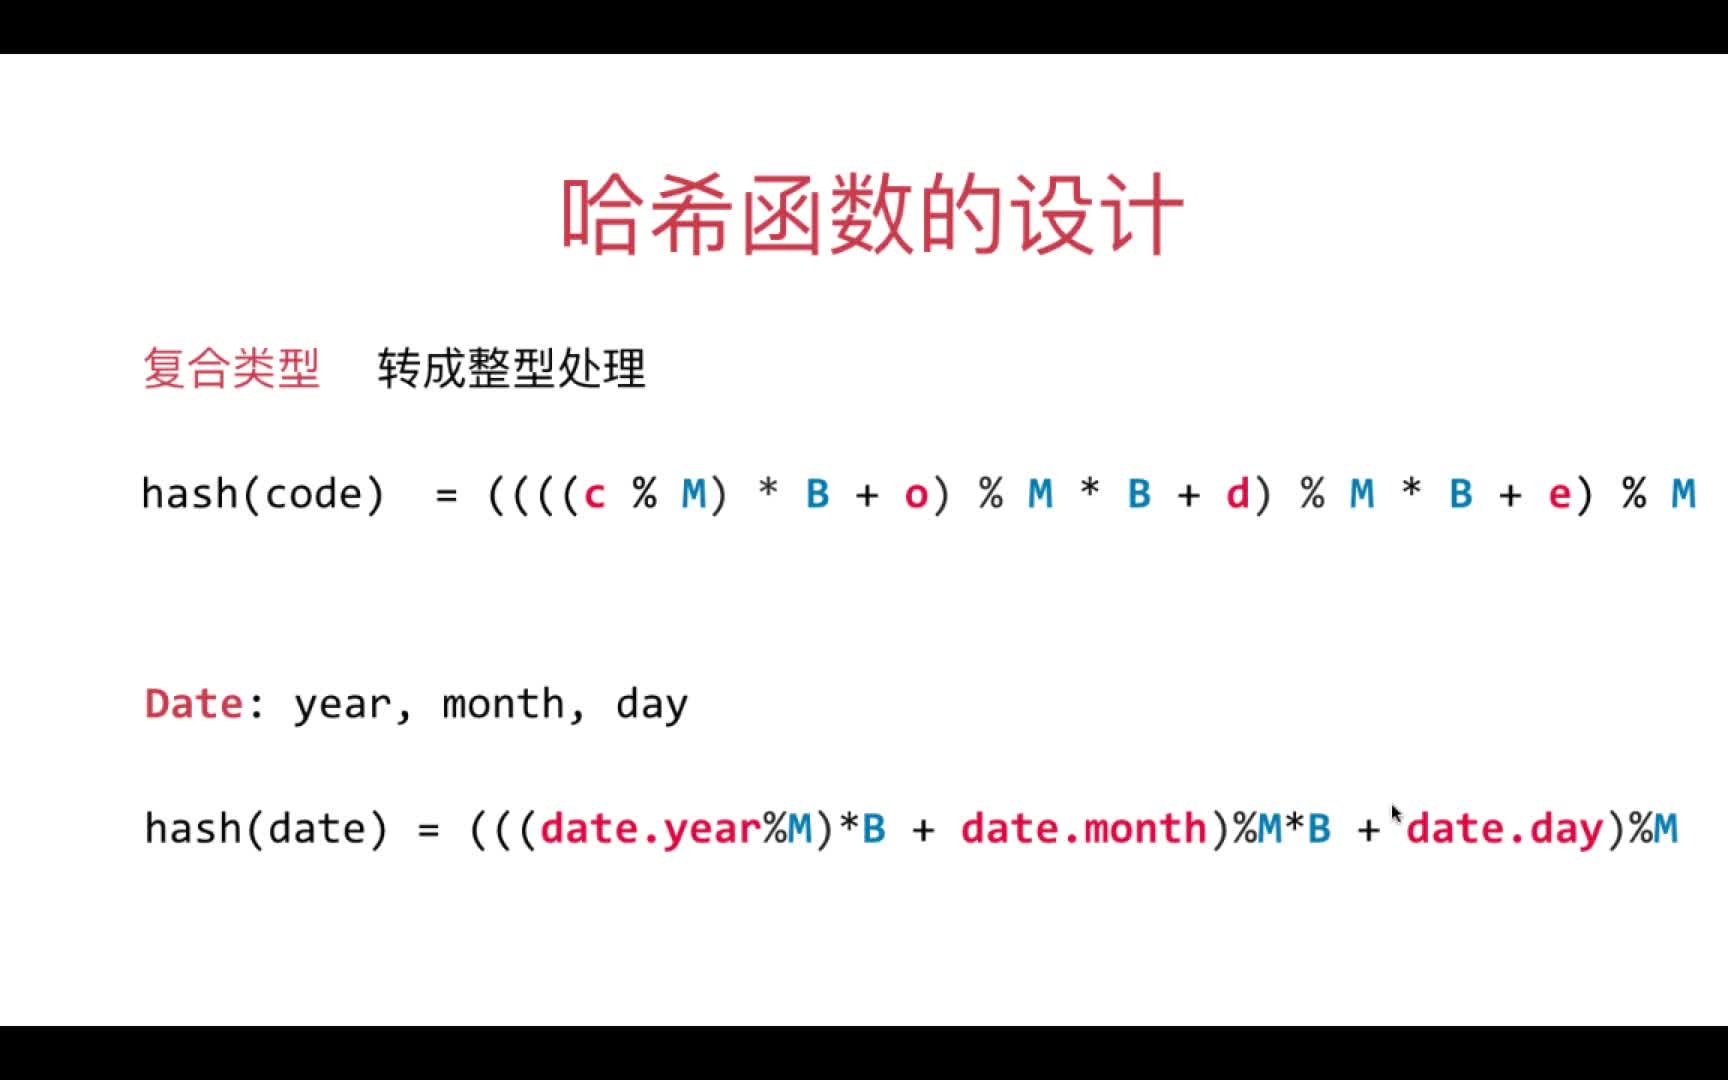 哈希函数的设计
复合类型 转成整型处理
hash(code) = ((((c % M) * B + o) % M * B + d) % M * B + e) % M
Date: year, month, day
hash(date) = (((date.year%M)*B + date.month)%M*B + date.day)%M